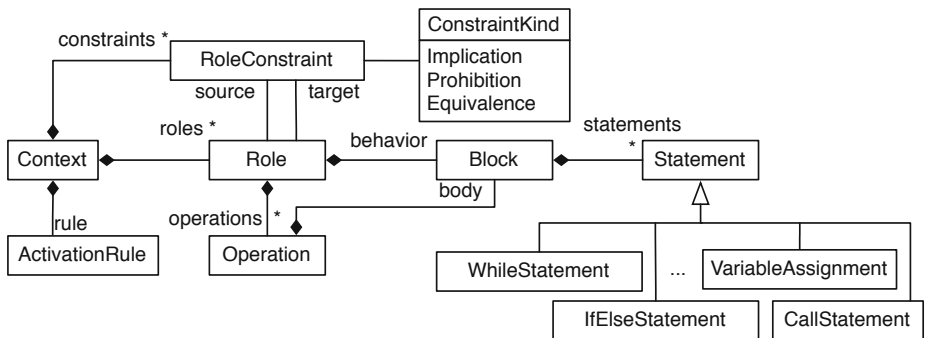 ConstraintKind
constraints *
RoleConstraint
Implication
Prohibition
Equivalence
source
target
statements
roles *
behavior
Context
Role
Block
*
Statement
body
rule
operations *
ActivationRule
Operation
WhileStatement
...
VariableAssignment
IfElseStatement
CallStatement